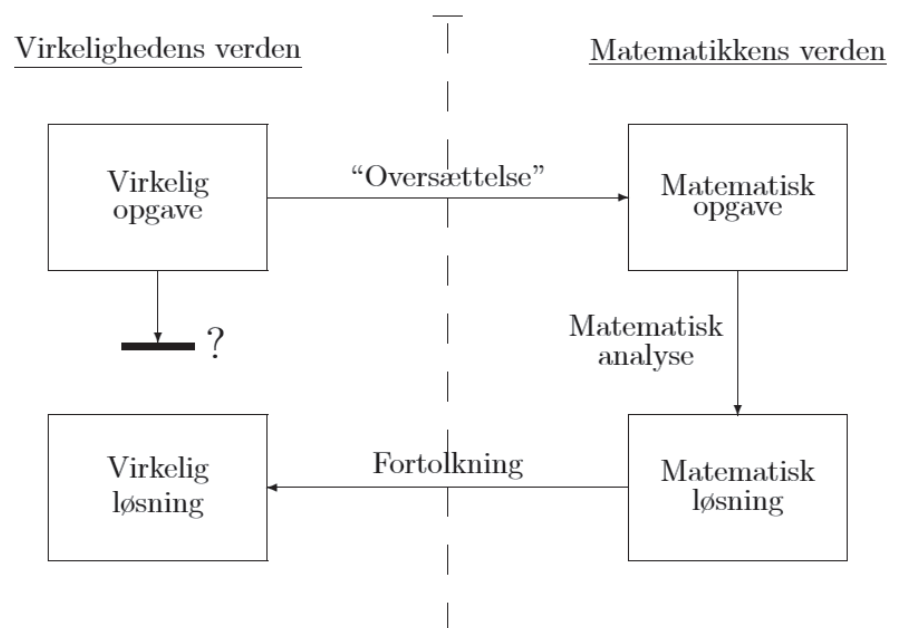 Virkelighedens verden
Matematikkens verden
Virkelig
opgave
“Oversættelse”
Matematisk
opgave
?
Matematisk
analyse
Virkelig
løsning
Fortolkning
Matematisk
løsning